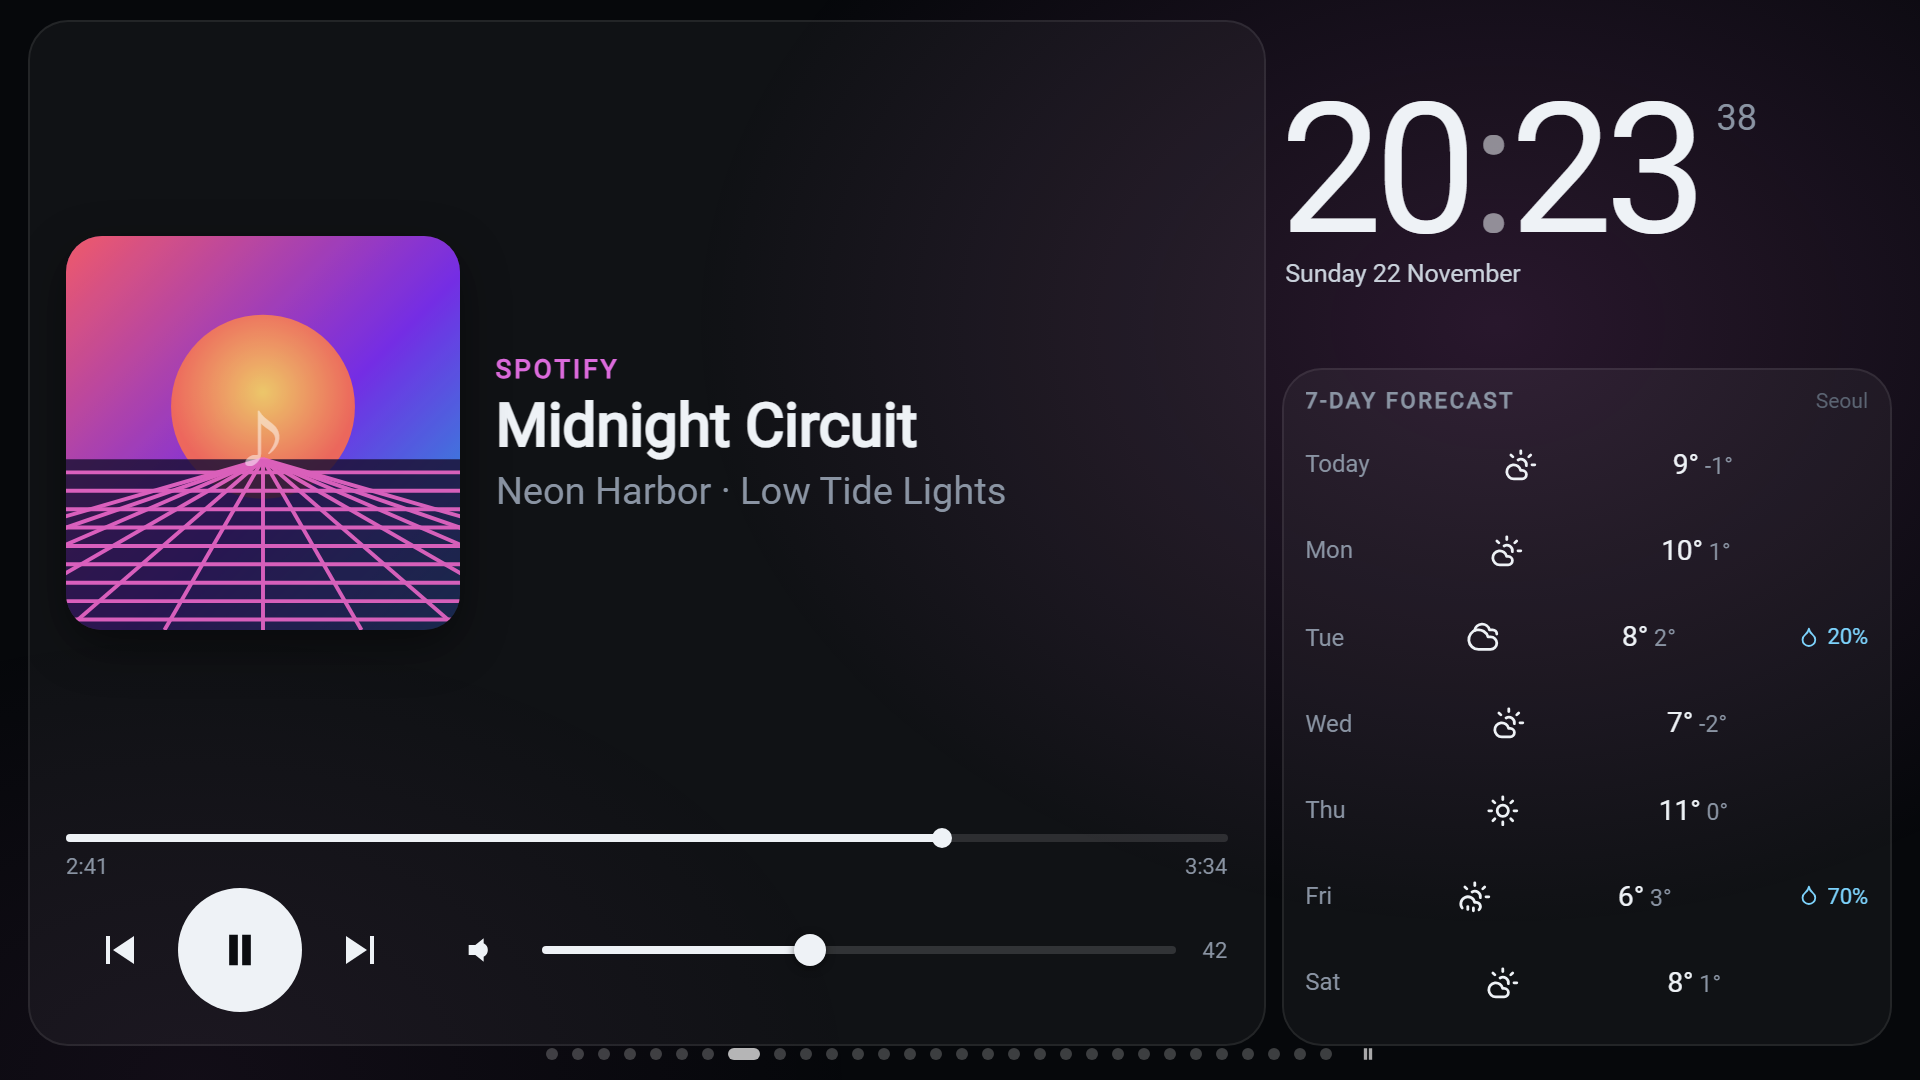 SPOTIFY
Midnight Circuit
Neon Harbor · Low Tide Lights
2:41
3:34
42
20:23
38
Sunday 22 November
7-DAY FORECAST
Seoul
Today 9° -1°
Mon 10° 1°
Tue 8° 2° 20%
Wed 7° -2°
Thu 11° 0°
Fri 6° 3° 70%
Sat 8° 1°